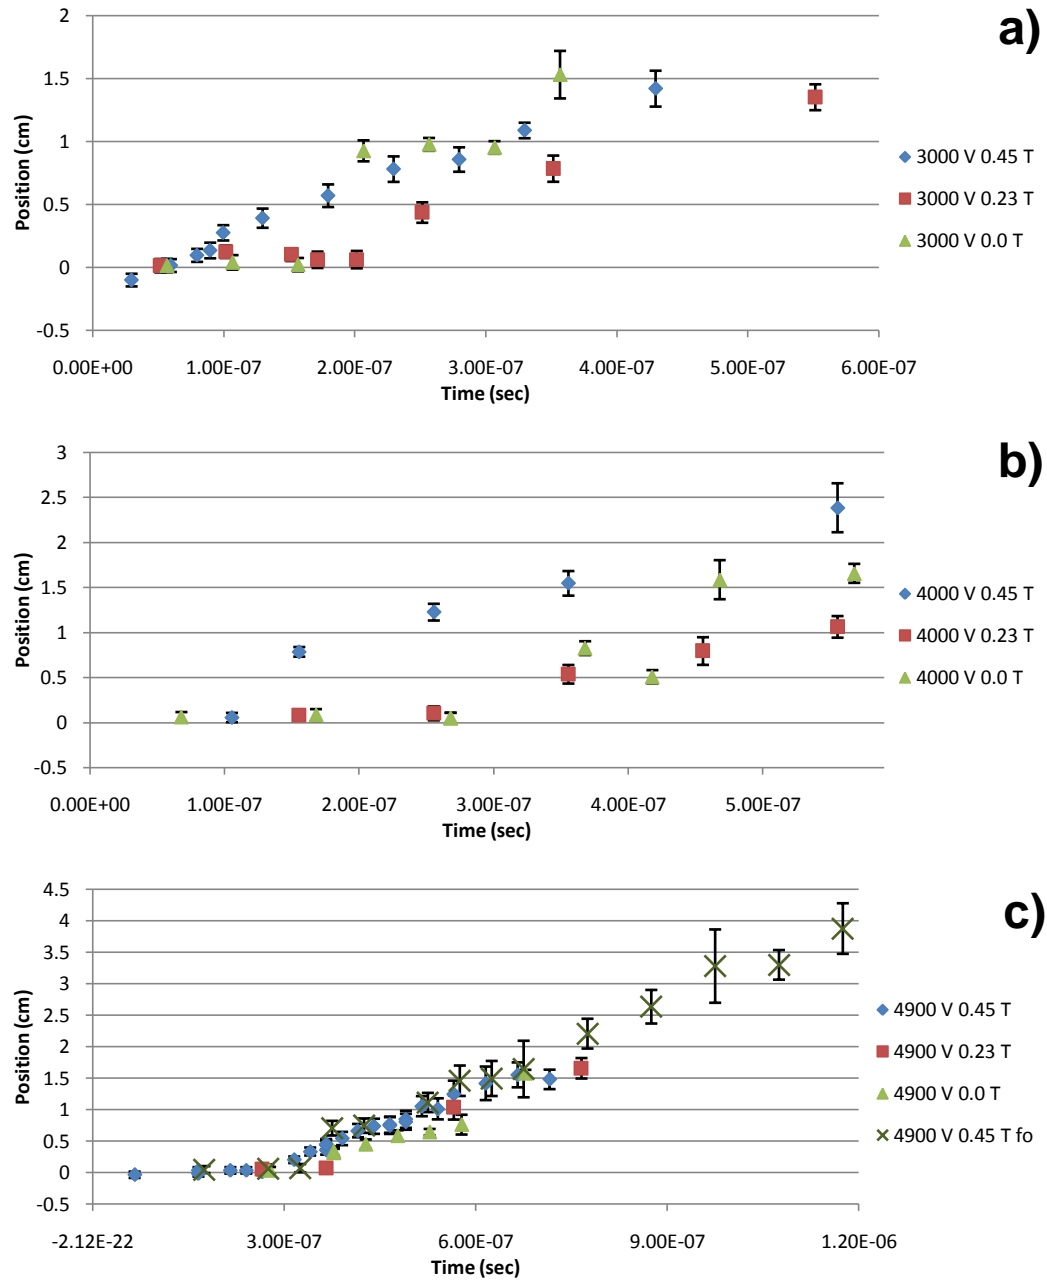 a)
2
1.5
1
0.5
0
-0.5
Position (cm)
0.00E+00 1.00E-07 2.00E-07 3.00E-07 4.00E-07 5.00E-07 6.00E-07
Time (sec)
3000 V 0.45 T
3000 V 0.23 T
3000 V 0.0 T
b)
3
2.5
2
1.5
1
0.5
0
-0.5
Position (cm)
0.00E+00 1.00E-07 2.00E-07 3.00E-07 4.00E-07 5.00E-07
Time (sec)
4000 V 0.45 T
4000 V 0.23 T
4000 V 0.0 T
c)
4.5
4
3.5
3
2.5
2
1.5
1
0.5
0
-0.5
Position (cm)
-2.12E-22 3.00E-07 6.00E-07 9.00E-07 1.20E-06
Time (sec)
4900 V 0.45 T
4900 V 0.23 T
4900 V 0.0 T
4900 V 0.45 T fo